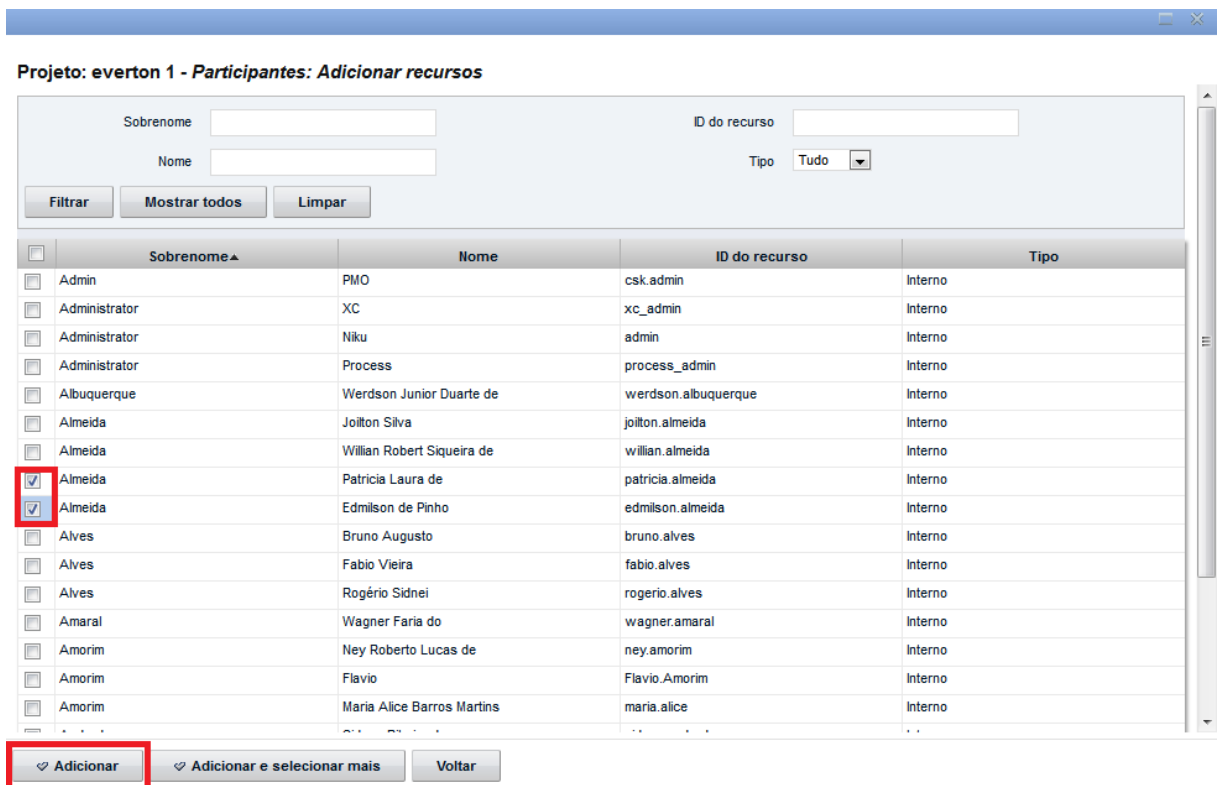 Projeto: everton 1 - Participantes: Adicionar recursos
Sobrenome ID do recurso
Nome Tipo Tudo
Filtrar Mostrar todos Limpar
Sobrenome Nome ID do recurso Tipo
Admin PMO csk.admin Interno
Administrator XC xc_admin Interno
Administrator Niku admin Interno
Administrator Process process_admin Interno
Albuquerque Werdson Junior Duarte de werdson.albuquerque Interno
Almeida Joilton Silva joilton.almeida Interno
Almeida Willian Robert Siqueira de willian.almeida Interno
Almeida Patricia Laura de patricia.almeida Interno
Almeida Edmilson de Pinho edmilson.almeida Interno
Alves Bruno Augusto bruno.alves Interno
Alves Fabio Vieira fabio.alves Interno
Alves Rogério Sidnei rogerio.alves Interno
Amaral Wagner Faria do wagner.amaral Interno
Amorim Ney Roberto Lucas de ney.amorim Interno
Amorim Flavio Flavio.Amorim Interno
Amorim Maria Alice Barros Martins maria.alice Interno
Adicionar Adicionar e selecionar mais Voltar